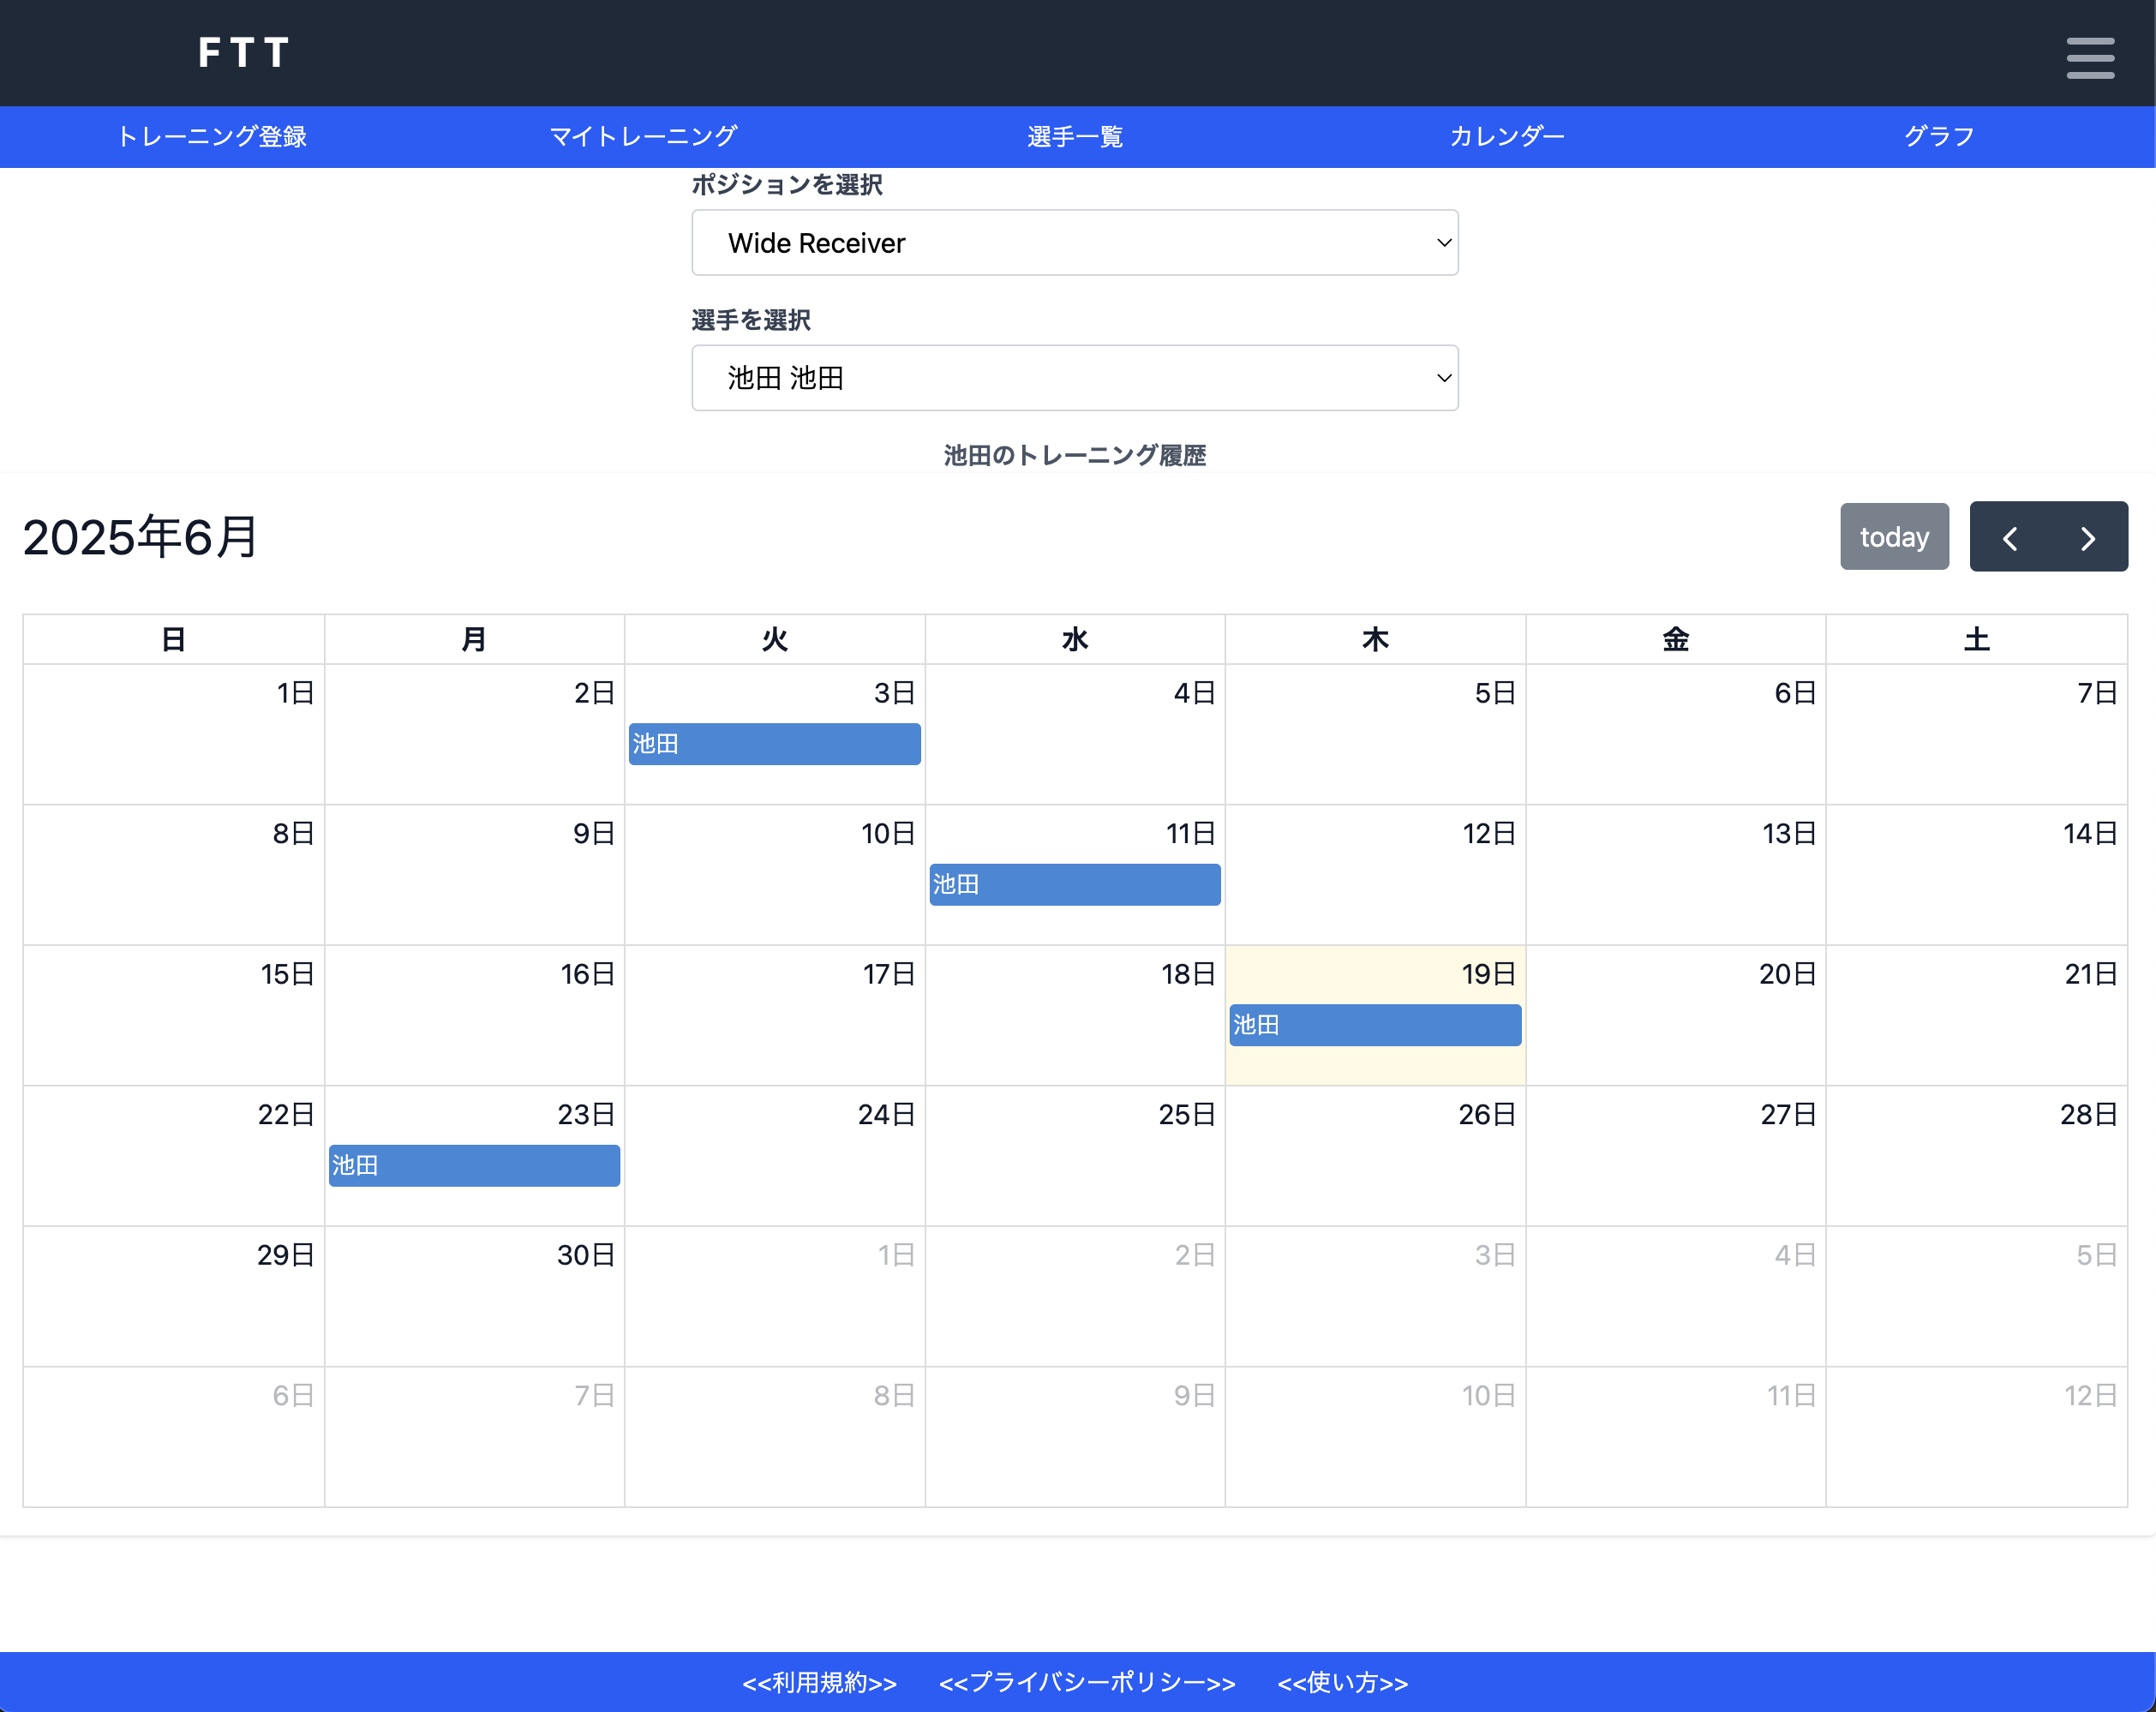 FTT
トレーニング登録 マイトレーニング 選手一覧 カレンダー グラフ
ポジションを選択
Wide Receiver
選手を選択
池田 池田
池田のトレーニング履歴
2025年6月 today
日 月 火 水 木 金 土
1日 2日 3日 4日 5日 6日 7日
池田
8日 9日 10日 11日 12日 13日 14日
池田
15日 16日 17日 18日 19日 20日 21日
池田
22日 23日 24日 25日 26日 27日 28日
池田
29日 30日 1日 2日 3日 4日 5日
6日 7日 8日 9日 10日 11日 12日
<<利用規約>> <<プライバシーポリシー>> <<使い方>>